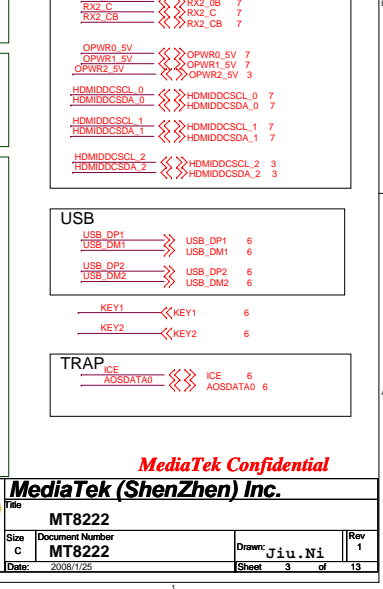 RX2_0B 7
RX2_C RX2_C 7
RX2_CB RX2_CB 7
OPWR0_5V OPWR0_5V 7
OPWR1_5V OPWR1_5V 7
OPWR2_5V OPWR2_5V 3
HDMIDDCSCL_0 HDMIDDCSCL_0 7
HDMIDDCSDA_0 HDMIDDCSDA_0 7
HDMIDDCSCL_1 HDMIDDCSCL_1 7
HDMIDDCSDA_1 HDMIDDCSDA_1 7
HDMIDDCSCL_2 HDMIDDCSCL_2 3
HDMIDDCSDA_2 HDMIDDCSDA_2 3
USB
USB_DP1 USB_DP1 6
USB_DM1 USB_DM1 6
USB_DP2 USB_DP2 6
USB_DM2 USB_DM2 6
KEY1 KEY1 6
KEY2 KEY2 6
TRAP
ICE ICE 6
AOSDATA0 AOSDATA0 6
MediaTek Confidential
MediaTek (ShenZhen) Inc.
Title
MT8222
Size Document Number Rev
C MT8222 Drawn: Jiu.Ni 1
Date: 2008/1/25 Sheet 3 of 13
1